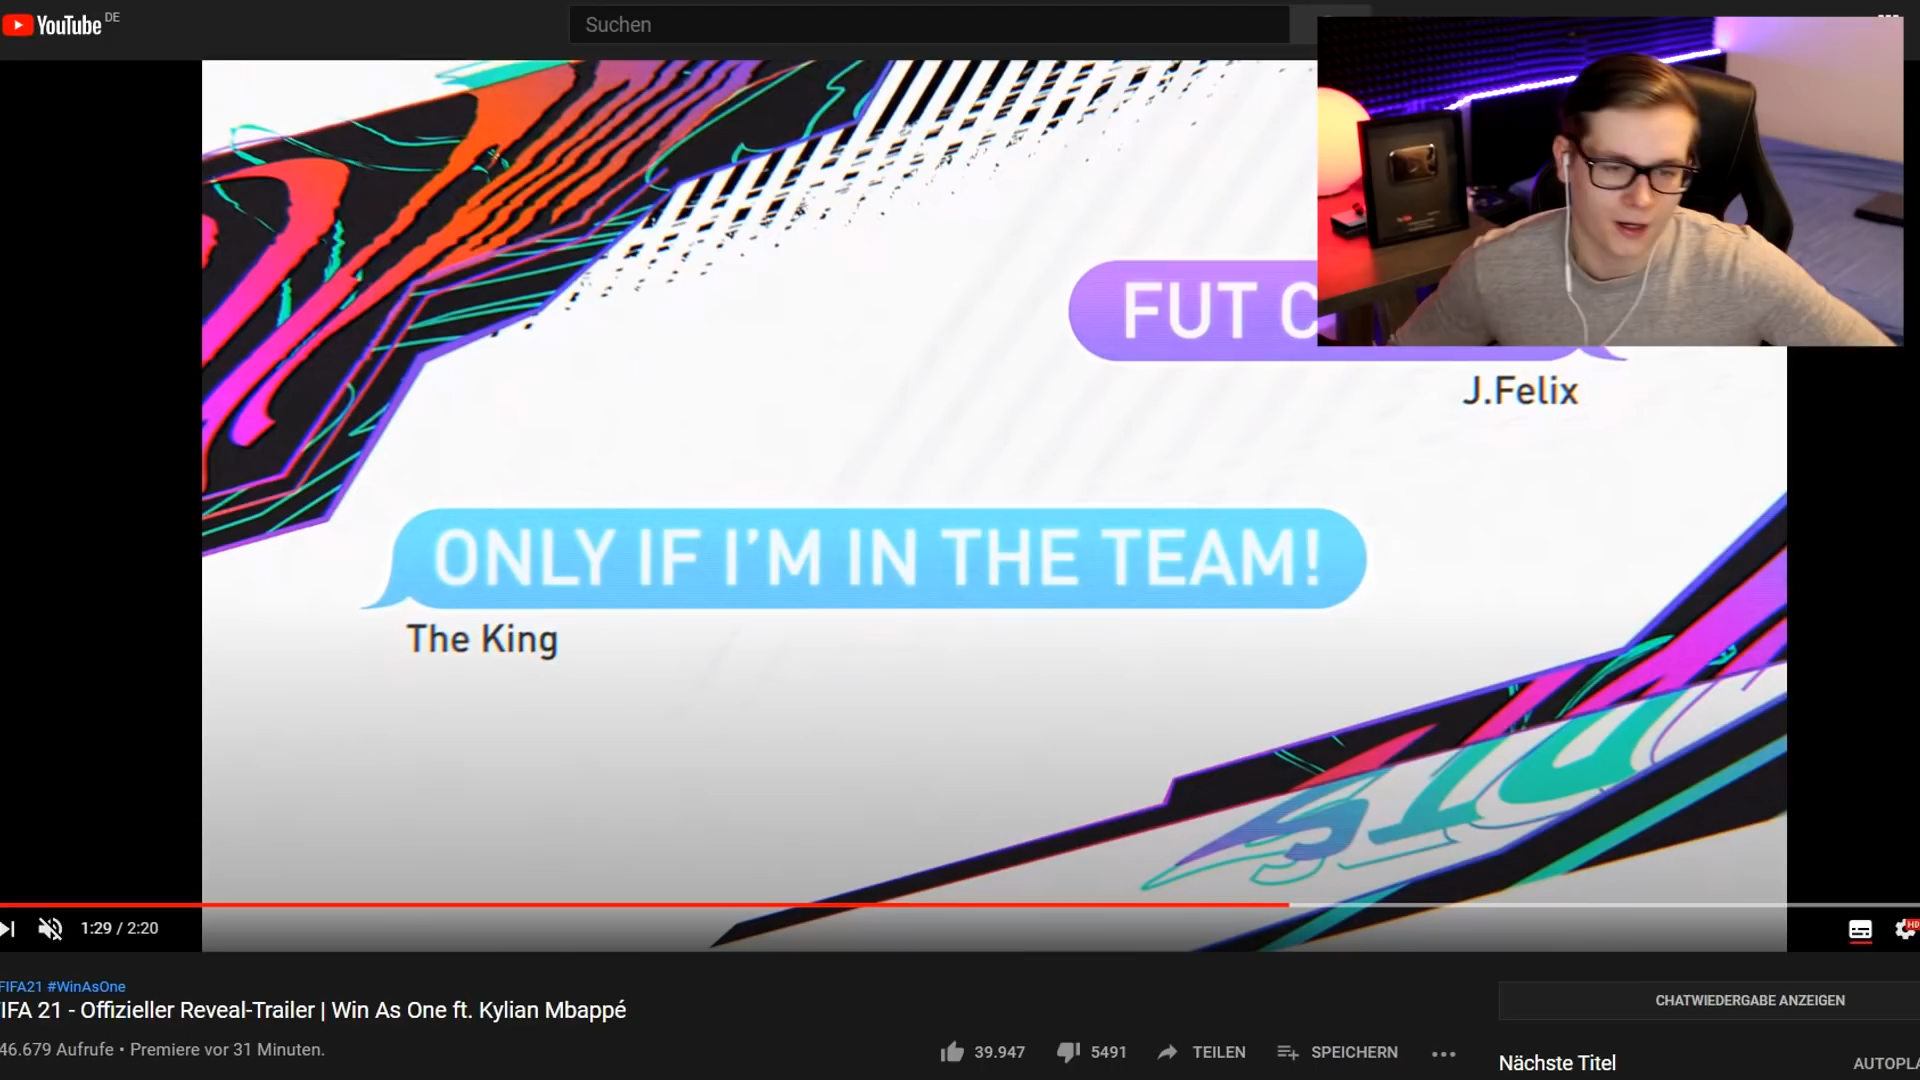 YouTube DE
Suchen
FUT C
J.Felix
ONLY IF I'M IN THE TEAM!
The King
1:29 / 2:20
HD
FIFA21 #WinAsOne
IFA 21 - Offizieller Reveal-Trailer | Win As One ft. Kylian Mbappé
46.679 Aufrufe • Premiere vor 31 Minuten.
39.947
5491
TEILEN
SPEICHERN
CHATWIEDERGABE ANZEIGEN
Nächste Titel
AUTOPLA